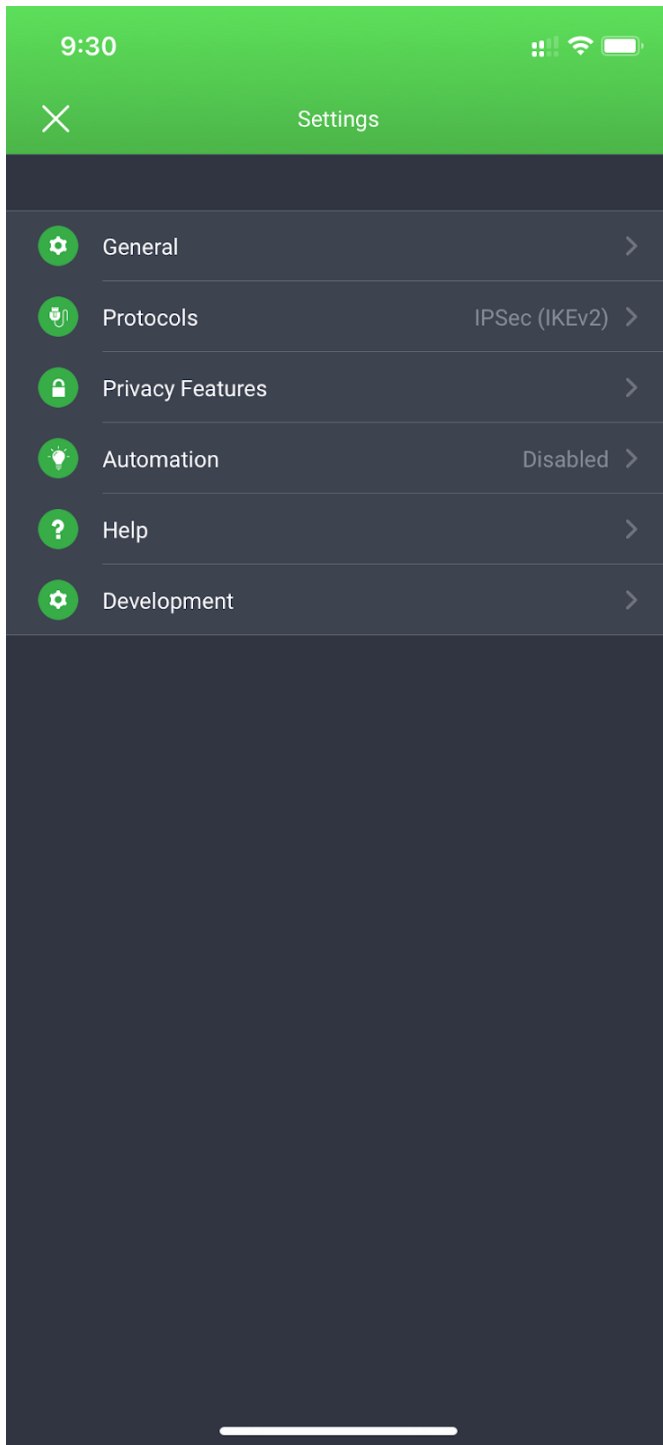 9:30
Settings
General
Protocols IPSec (IKEv2)
Privacy Features
Automation Disabled
Help
Development